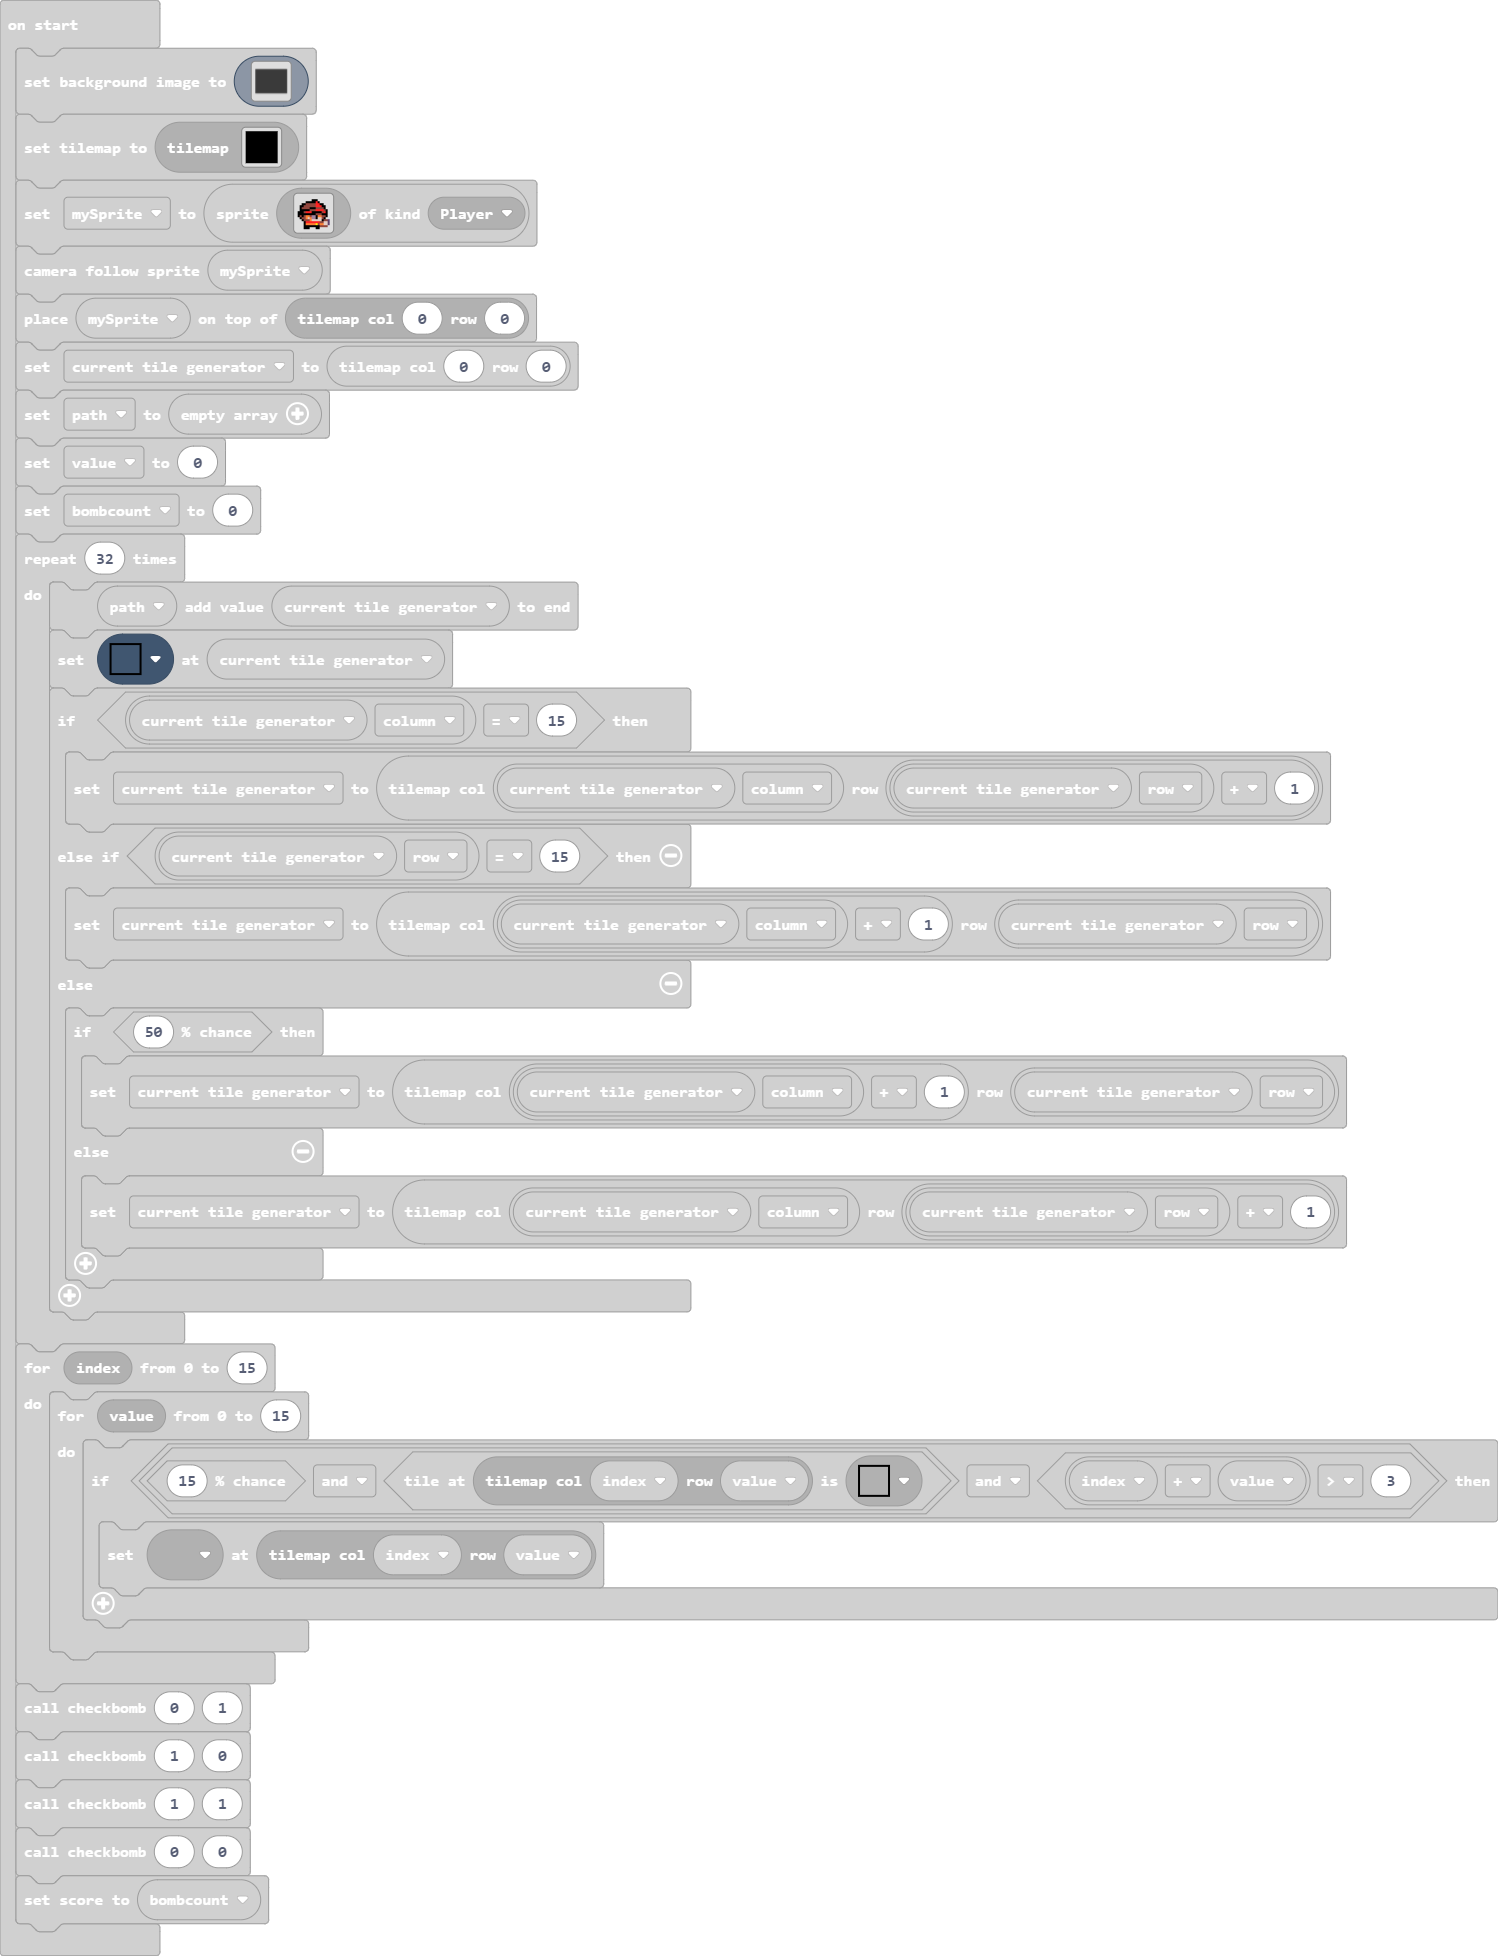 on start
set background image to
set tilemap to tilemap
set mySprite to sprite of kind Player
camera follow sprite mySprite
place mySprite on top of tilemap col 0 row 0
set current tile generator to tilemap col 0 row 0
set path to empty array
set value to 0
set bombcount to 0
repeat 32 times
do
path add value current tile generator to end
set at current tile generator
if current tile generator column = 15 then
set current tile generator to tilemap col current tile generator column row current tile generator row + 1
else if current tile generator row = 15 then
set current tile generator to tilemap col current tile generator column + 1 row current tile generator row
else
if 50 % chance then
set current tile generator to tilemap col current tile generator column + 1 row current tile generator row
else
set current tile generator to tilemap col current tile generator column row current tile generator row + 1
for index from 0 to 15
do
for value from 0 to 15
do
if 15 % chance and tile at tilemap col index row value is and index + value > 3 then
set at tilemap col index row value
call checkbomb 0 1
call checkbomb 1 0
call checkbomb 1 1
call checkbomb 0 0
set score to bombcount